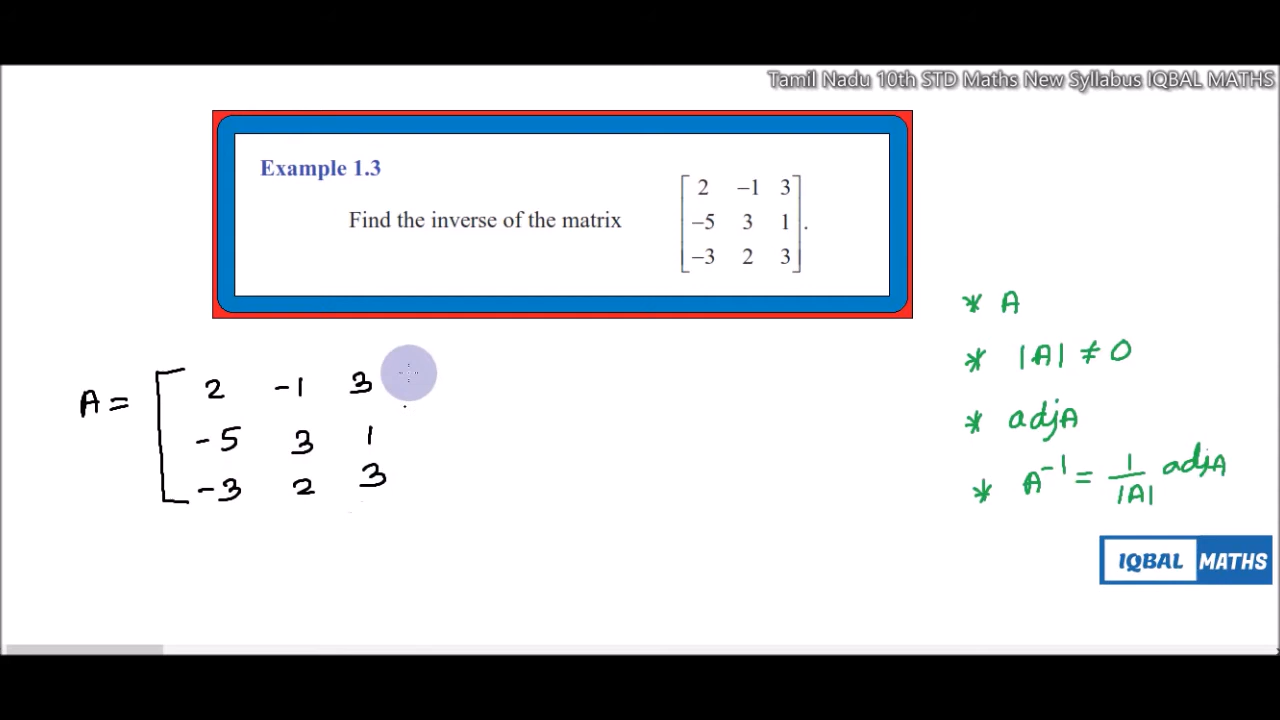 Tamil Nadu 10th STD Maths New Syllabus IQBAL MATHS
Example 1.3
Find the inverse of the matrix
2 −1 3
−5 3 1 .
−3 2 3
* A
* |A| ≠ 0
* adjA
* A⁻¹ = 1/|A| adjA
A = [ 2 -1 3
-5 3 1
-3 2 3
IQBAL MATHS